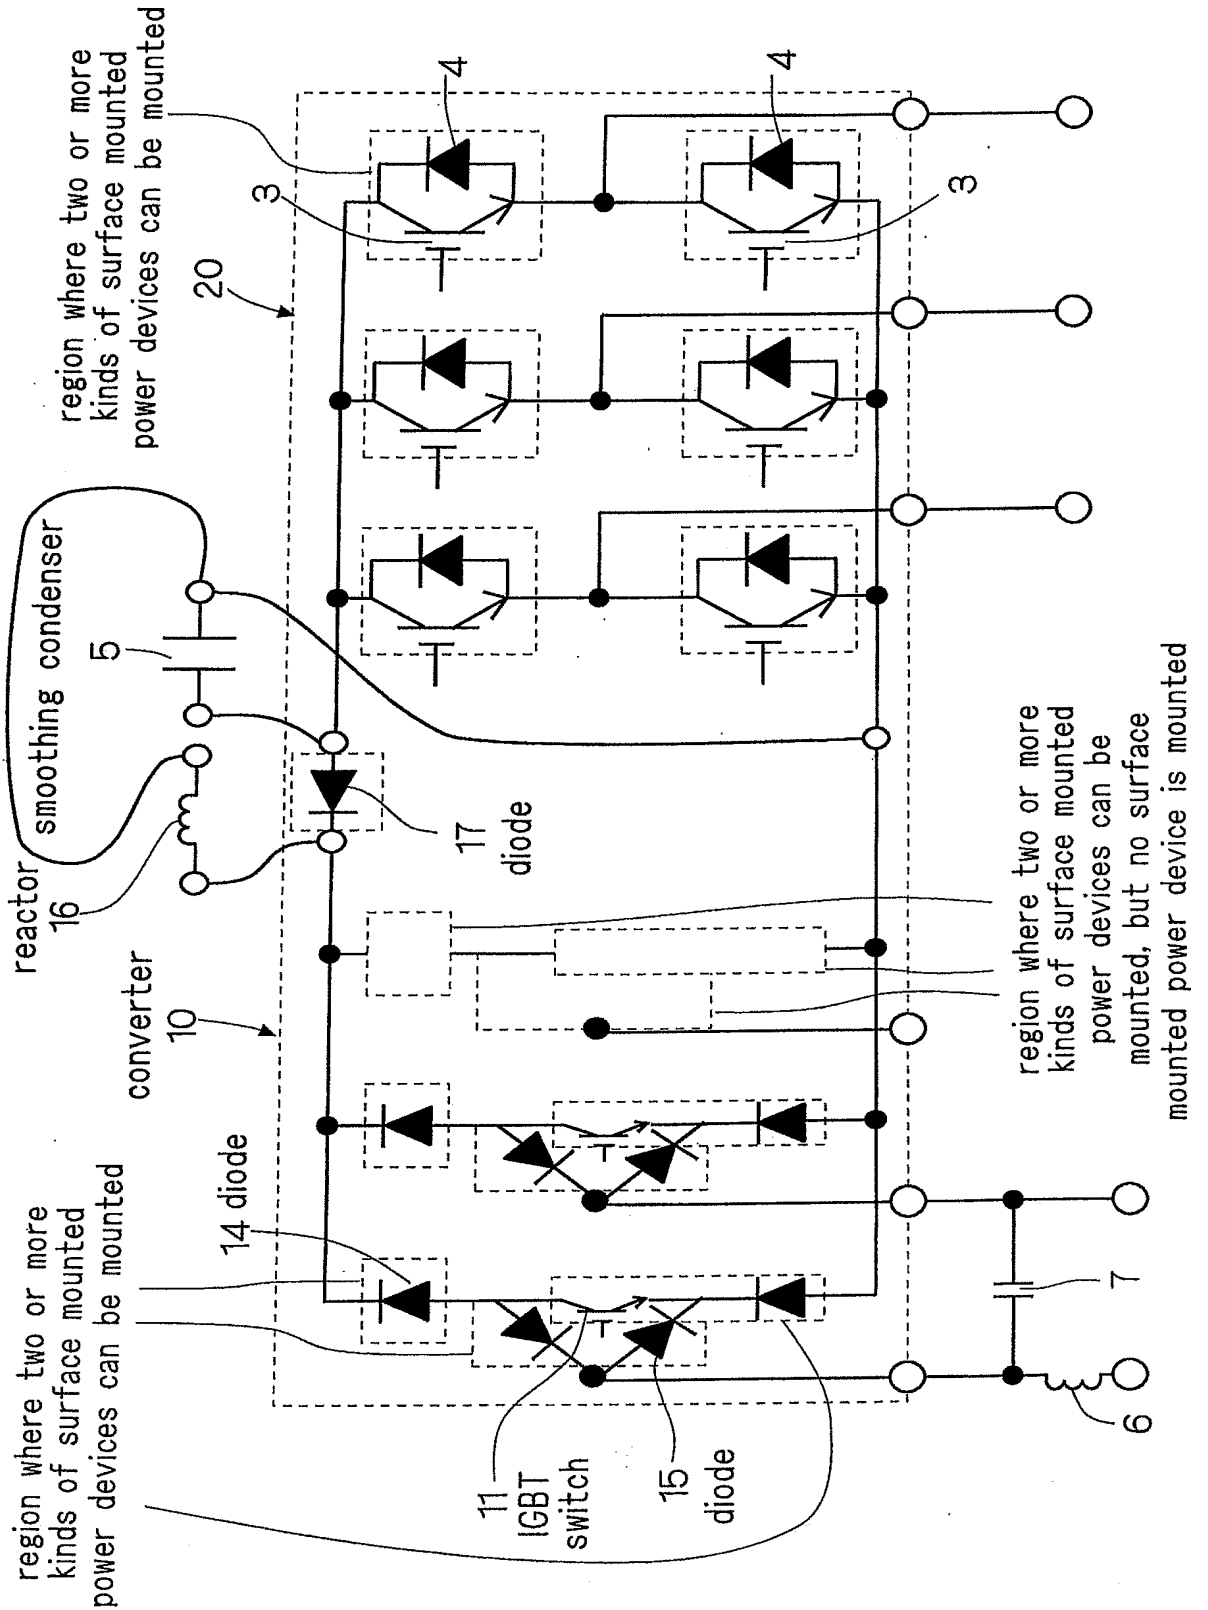 region where two or more
kinds of surface mounted
power devices can be mounted
14 diode
converter
10
reactor
16
smoothing condenser
5
20
region where two or more
kinds of surface mounted
power devices can be mounted
3
4
4
3
17
diode
11
IGBT
switch
15
diode
6
7
region where two or more
kinds of surface mounted
power devices can be
mounted, but no surface
mounted power device is mounted